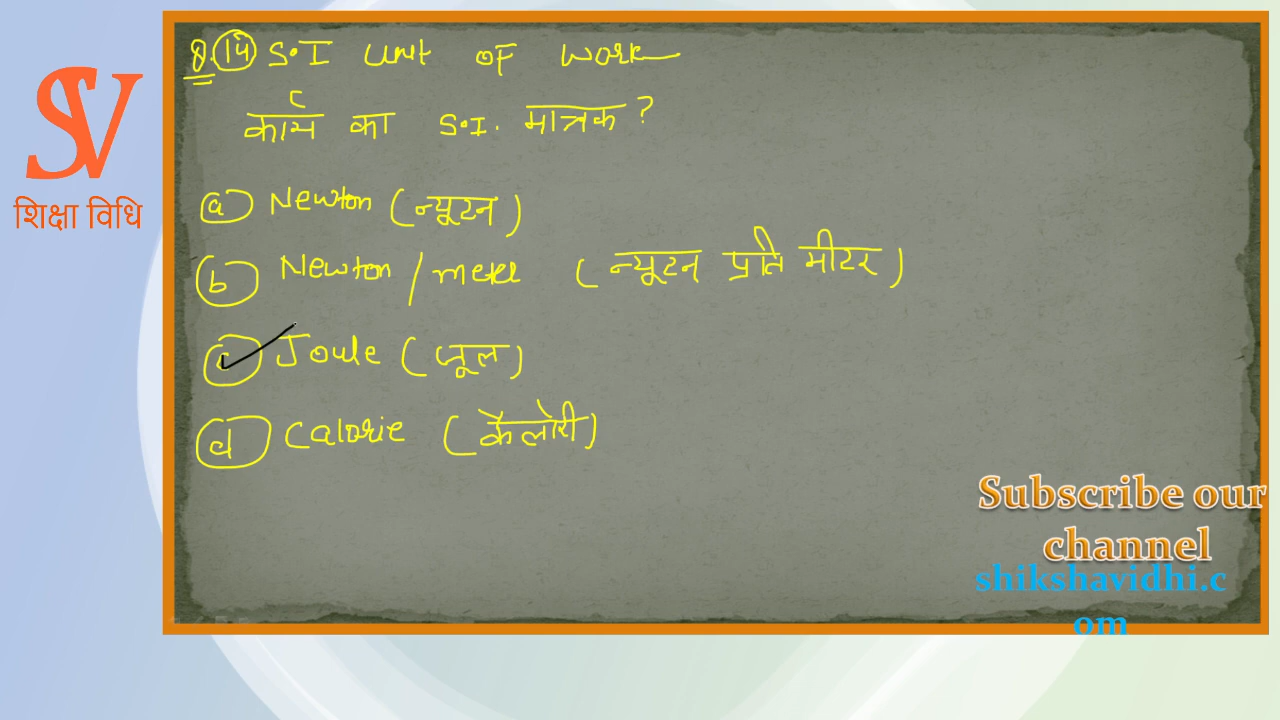 SV
शिक्षा विधि
Q. 14 S.I unit of work
कार्य का S.I. मात्रक ?
a Newton (न्यूटन)
b Newton / meter (न्यूटन प्रति मीटर)
c Joule (जूल)
d Calorie (कैलोरी)
Subscribe our
channel
shikshavidhi.c
om